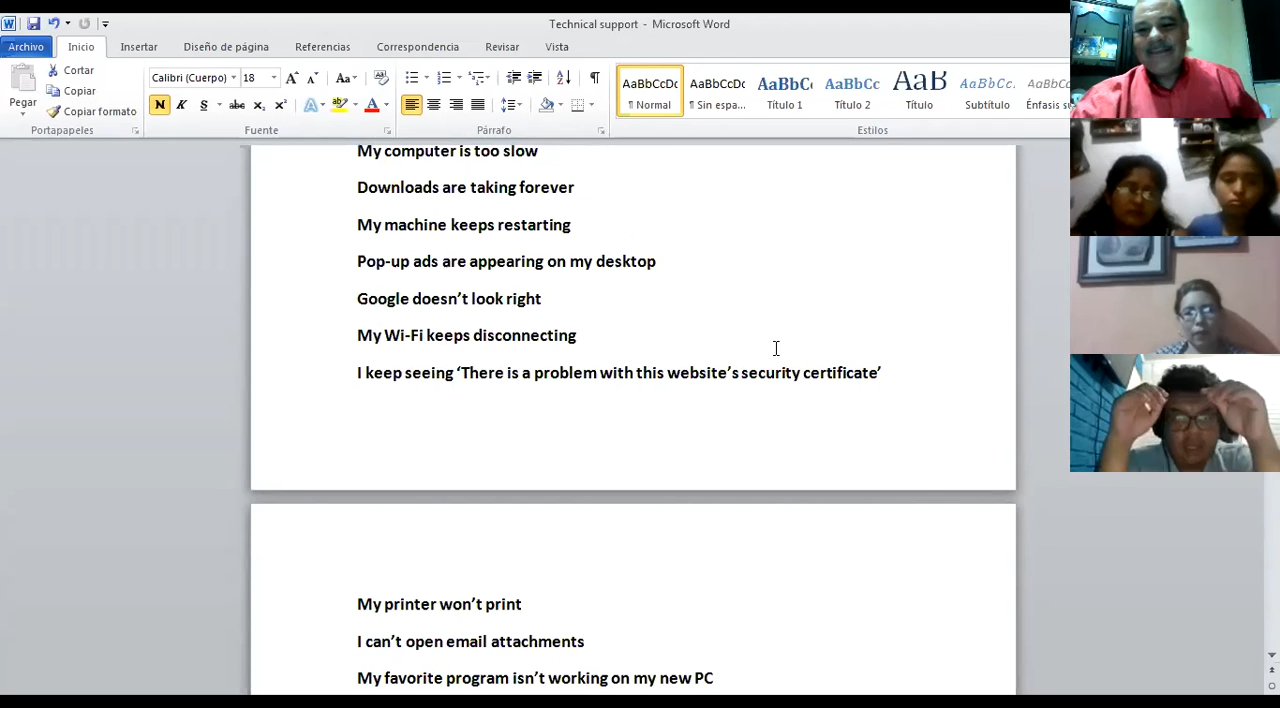 Technical support - Microsoft Word
Archivo Inicio Insertar Diseño de página Referencias Correspondencia Revisar Vista
Pegar
Cortar
Copiar
Copiar formato
Portapapeles
Calibri (Cuerpo) 18
Fuente
Párrafo
AaBbCcDc AaBbCcDc AaBbC AaBbCc AaB AaBbCc. AaBbCc
¶ Normal ¶ Sin espa... Título 1 Título 2 Título Subtítulo Énfasis
Estilos
My computer is too slow
Downloads are taking forever
My machine keeps restarting
Pop-up ads are appearing on my desktop
Google doesn’t look right
My Wi-Fi keeps disconnecting
I keep seeing ‘There is a problem with this website’s security certificate’
My printer won’t print
I can’t open email attachments
My favorite program isn’t working on my new PC